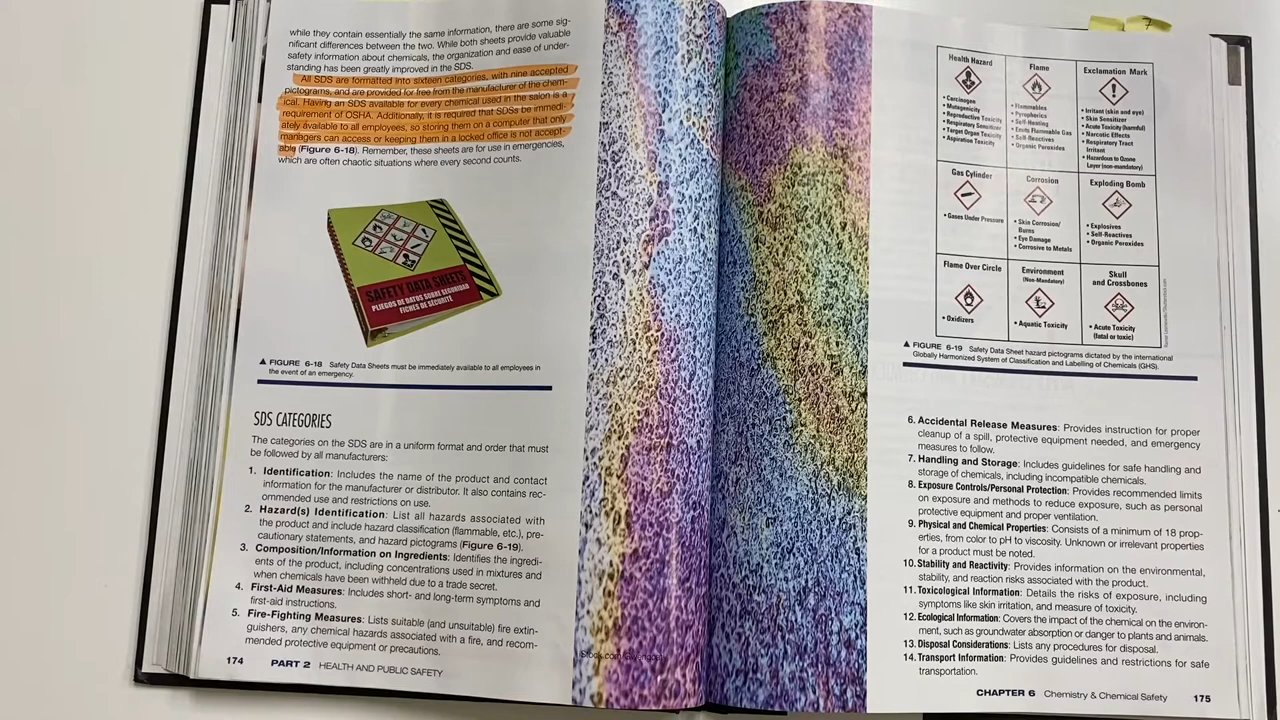 while they contain essentially the same information, there are some sig-
nificant differences between the two. While both sheets provide valuable
safety information about chemicals, the organization and ease of under-
standing has been greatly improved in the SDS.
All SDS are formatted into sixteen categories, with nine accepted
pictograms, and are provided for free from the manufacturer of the chem-
ical. Having an SDS available for every chemical used in the salon is a
requirement of OSHA. Additionally, it is required that SDSs be immedi-
ately available to all employees, so storing them on a computer that only
managers can access or keeping them in a locked office is not accept-
able (Figure 6-18). Remember, these sheets are for use in emergencies,
which are often chaotic situations where every second counts.
SAFETY DATA SHEETS
PLIEGOS DE DATOS SOBRE SEGURIDAD
FICHES DE SÉCURITÉ
▲ FIGURE 6-18 Safety Data Sheets must be immediately available to all employees in
the event of an emergency.
SDS CATEGORIES
The categories on the SDS are in a uniform format and order that must
be followed by all manufacturers:
1. Identification: Includes the name of the product and contact
information for the manufacturer or distributor. It also contains rec-
ommended use and restrictions on use.
2. Hazard(s) Identification: List all hazards associated with
the product and include hazard classification (flammable, etc.), pre-
cautionary statements, and hazard pictograms (Figure 6-19).
3. Composition/Information on Ingredients: Identifies the ingredi-
ents of the product, including concentrations used in mixtures and
when chemicals have been withheld due to a trade secret.
4. First-Aid Measures: Includes short- and long-term symptoms and
first-aid instructions.
5. Fire-Fighting Measures: Lists suitable (and unsuitable) fire extin-
guishers, any chemical hazards associated with a fire, and recom-
mended protective equipment or precautions.
174 PART 2 HEALTH AND PUBLIC SAFETY
7
Health Hazard
• Carcinogen
• Mutagenicity
• Reproductive Toxicity
• Respiratory Sensitizer
• Target Organ Toxicity
• Aspiration Toxicity
Flame
• Flammables
• Pyrophorics
• Self-Heating
• Emits Flammable Gas
• Self-Reactives
• Organic Peroxides
Exclamation Mark
• Irritant (skin and eye)
• Skin Sensitizer
• Acute Toxicity (harmful)
• Narcotic Effects
• Respiratory Tract
Irritant
• Hazardous to Ozone
Layer (non-mandatory)
Gas Cylinder
• Gases Under Pressure
Corrosion
• Skin Corrosion/
Burns
• Eye Damage
• Corrosive to Metals
Exploding Bomb
• Explosives
• Self-Reactives
• Organic Peroxides
Flame Over Circle
• Oxidizers
Environment
(Non-Mandatory)
• Aquatic Toxicity
Skull
and Crossbones
• Acute Toxicity
(fatal or toxic)
▲ FIGURE 6-19 Safety Data Sheet hazard pictograms dictated by the international
Globally Harmonized System of Classification and Labelling of Chemicals (GHS).
6. Accidental Release Measures: Provides instruction for proper
cleanup of a spill, protective equipment needed, and emergency
measures to follow.
7. Handling and Storage: Includes guidelines for safe handling and
storage of chemicals, including incompatible chemicals.
8. Exposure Controls/Personal Protection: Provides recommended limits
on exposure and methods to reduce exposure, such as personal
protective equipment and proper ventilation.
9. Physical and Chemical Properties: Consists of a minimum of 18 prop-
erties, from color to pH to viscosity. Unknown or irrelevant properties
for a product must be noted.
10. Stability and Reactivity: Provides information on the environmental,
stability, and reaction risks associated with the product.
11. Toxicological Information: Details the risks of exposure, including
symptoms like skin irritation, and measure of toxicity.
12. Ecological Information: Covers the impact of the chemical on the environ-
ment, such as groundwater absorption or danger to plants and animals.
13. Disposal Considerations: Lists any procedures for disposal.
14. Transport Information: Provides guidelines and restrictions for safe
transportation.
CHAPTER 6 Chemistry & Chemical Safety 175